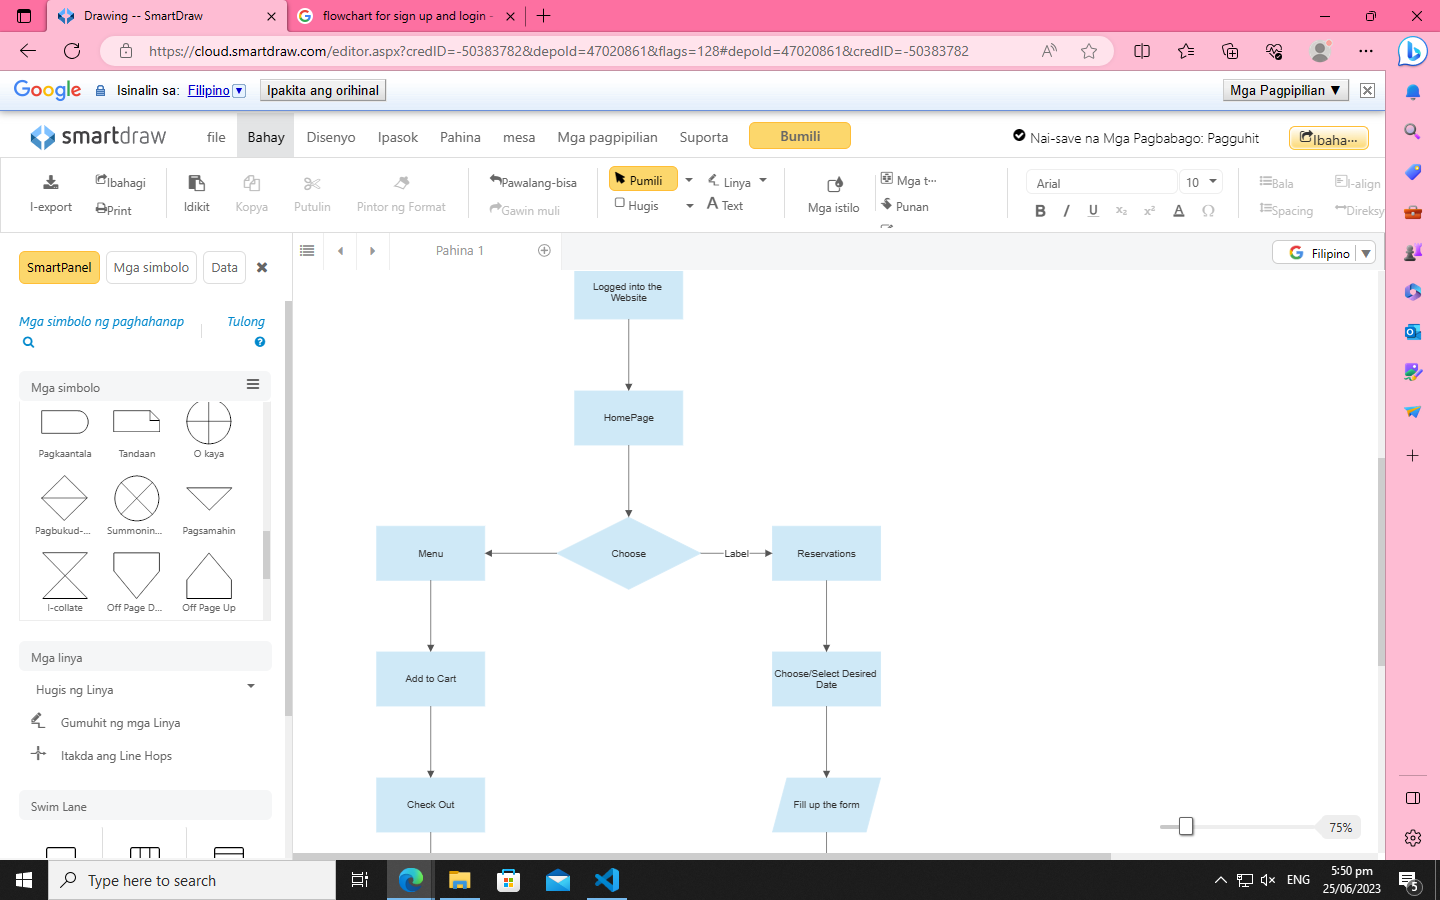 Drawing -- SmartDraw
flowchart for sign up and login -
https://cloud.smartdraw.com/editor.aspx?credID=-50383782&depoId=47020861&flags=128#depoId=47020861&credID=-50383782
Google Isinalin sa: Filipino Ipakita ang orihinal
Mga Pagpipilian ▼
smartdraw file Bahay Disenyo Ipasok Pahina mesa Mga pagpipilian Suporta Bumili
Nai-save na Mga Pagbabago: Pagguhit
Ibaha...
I-export
Ibahagi
Print
Idikit
Kopya
Putulin
Pintor ng Format
Pawalang-bisa
Gawin muli
Pumili
Hugis
Linya
Text
Mga istilo
Mga t...
Punan
Arial
10
B I U x₂ x² A Ω
Bala
Spacing
I-align
Direksy
SmartPanel Mga simbolo Data
Pahina 1
Filipino
Mga simbolo ng paghahanap
Tulong
Mga simbolo
Pagkaantala Tandaan O kaya
Pagbukud-... Summonin... Pagsamahin
I-collate Off Page D... Off Page Up
Mga linya
Hugis ng Linya
Gumuhit ng mga Linya
Itakda ang Line Hops
Swim Lane
Logged into the
Website
HomePage
Menu
Choose
Label
Reservations
Add to Cart
Choose/Select Desired
Date
Check Out
Fill up the form
75%
Type here to search
ENG
5:50 pm
25/06/2023
5